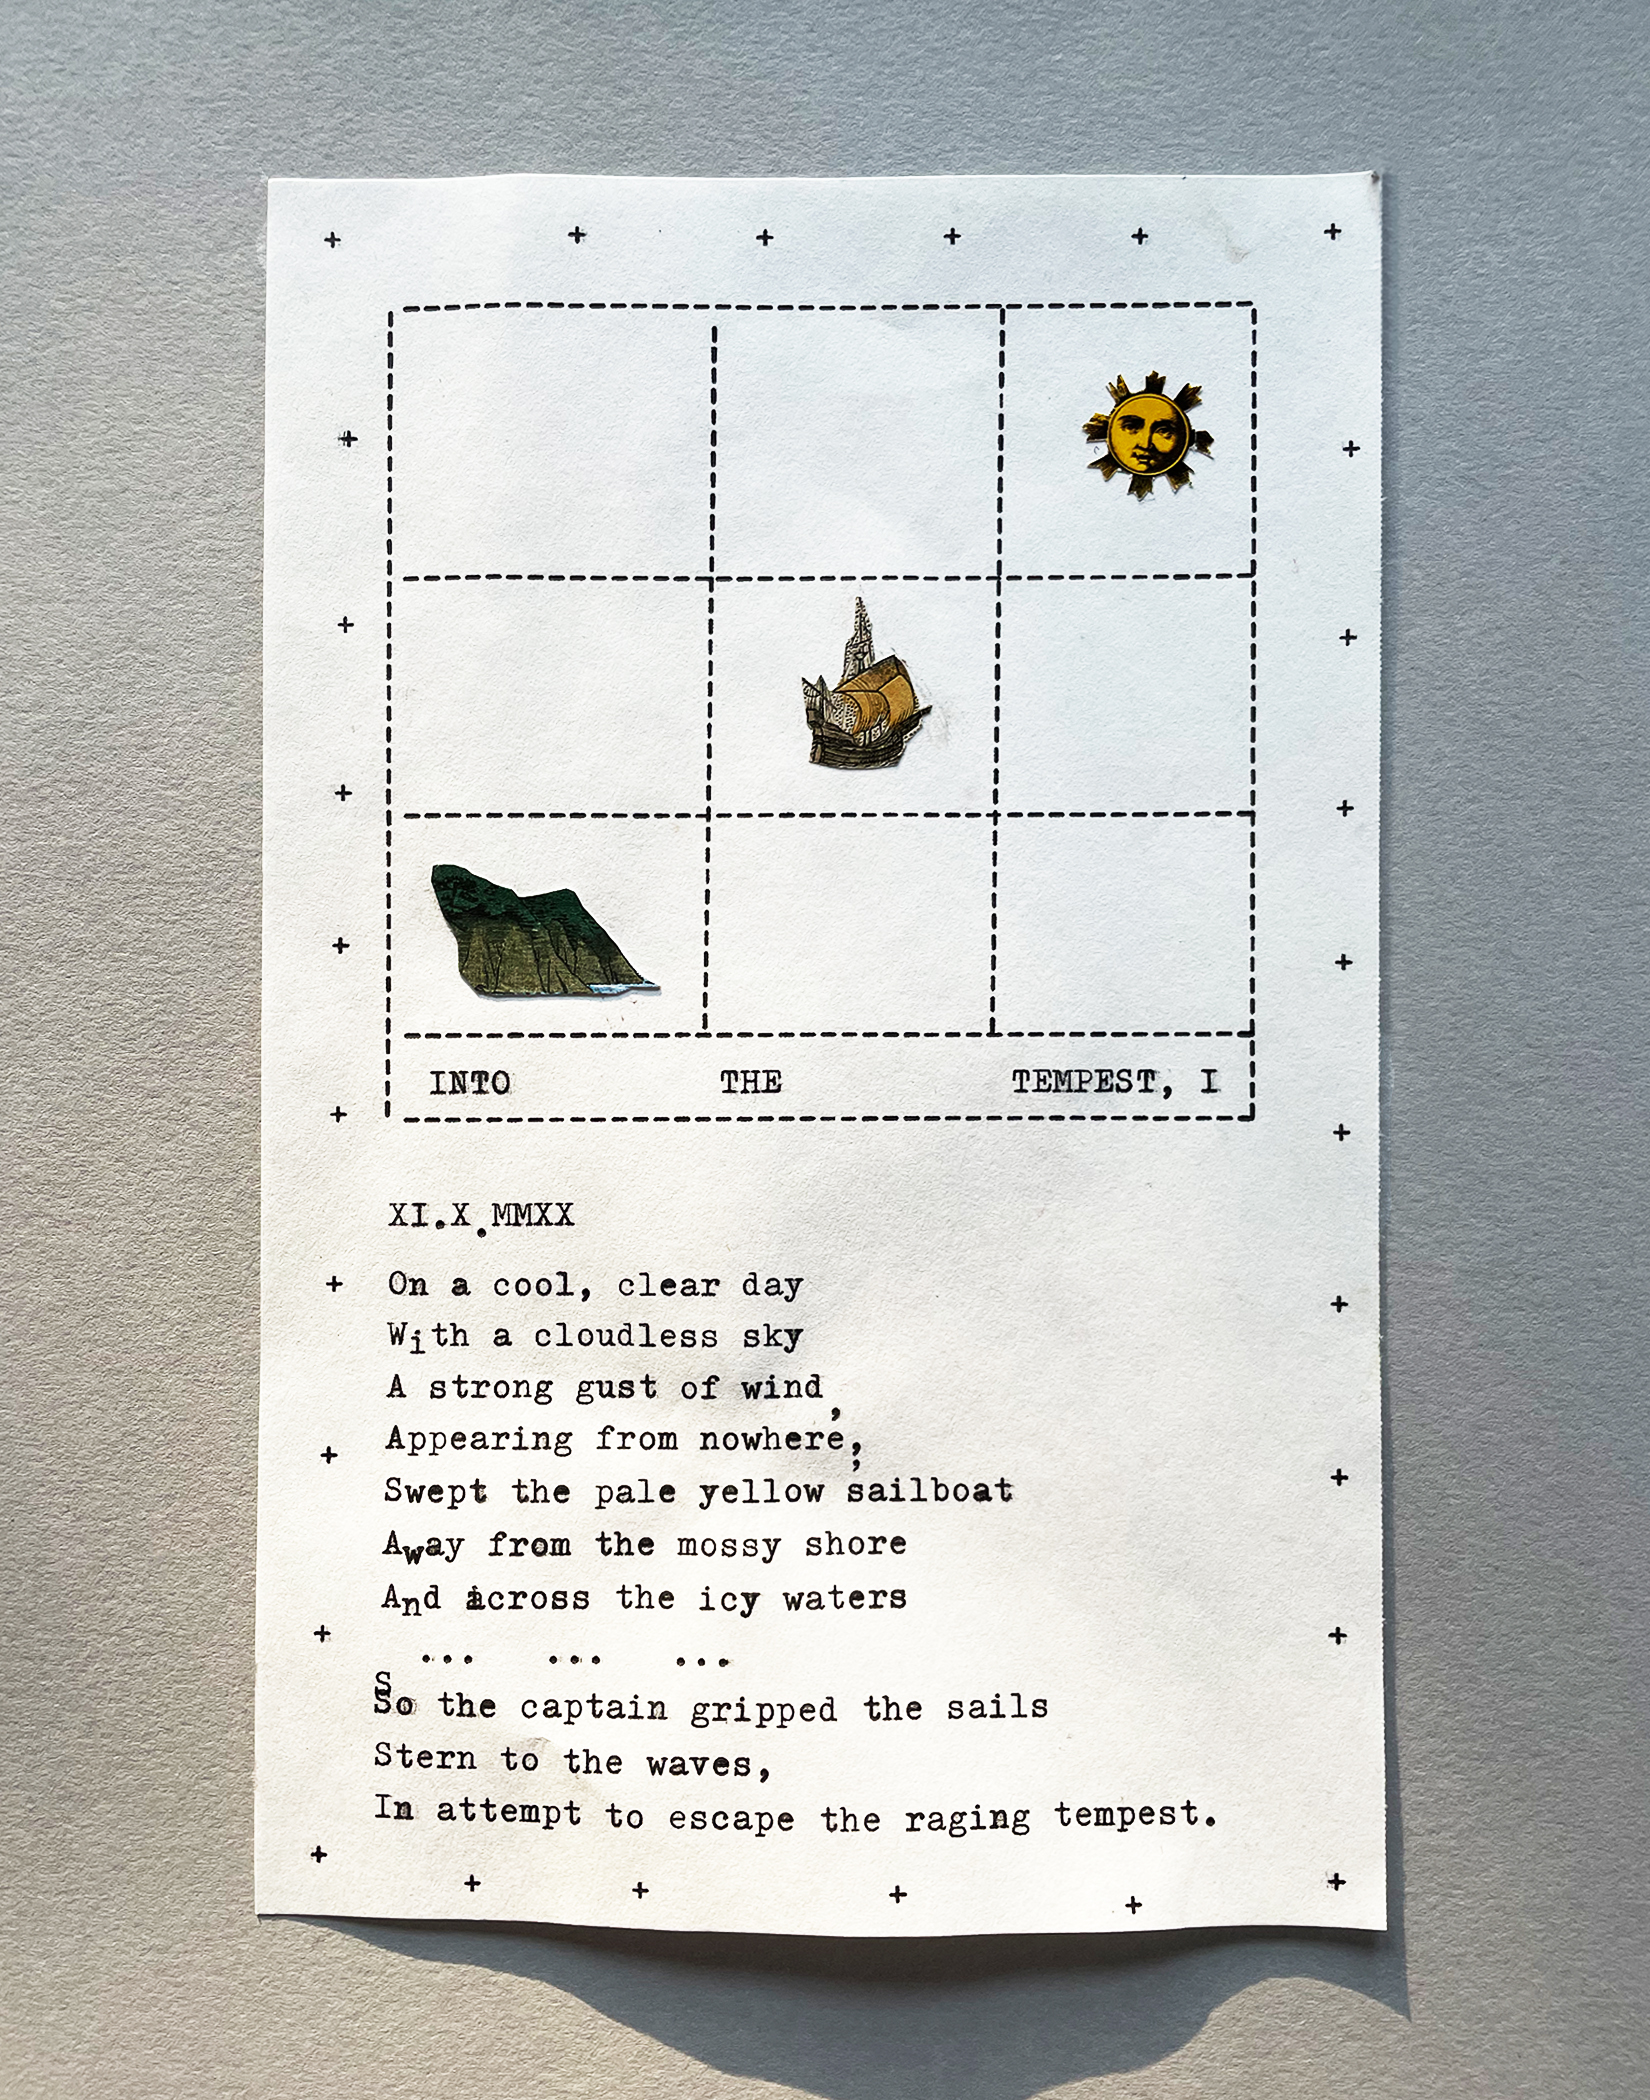 INTO THE TEMPEST, I
XI.X.MMXX
On a cool, clear day
With a cloudless sky
A strong gust of wind,
Appearing from nowhere,
Swept the pale yellow sailboat
Away from the mossy shore
And across the icy waters
... ... ...
So the captain gripped the sails
Stern to the waves,
In attempt to escape the raging tempest.